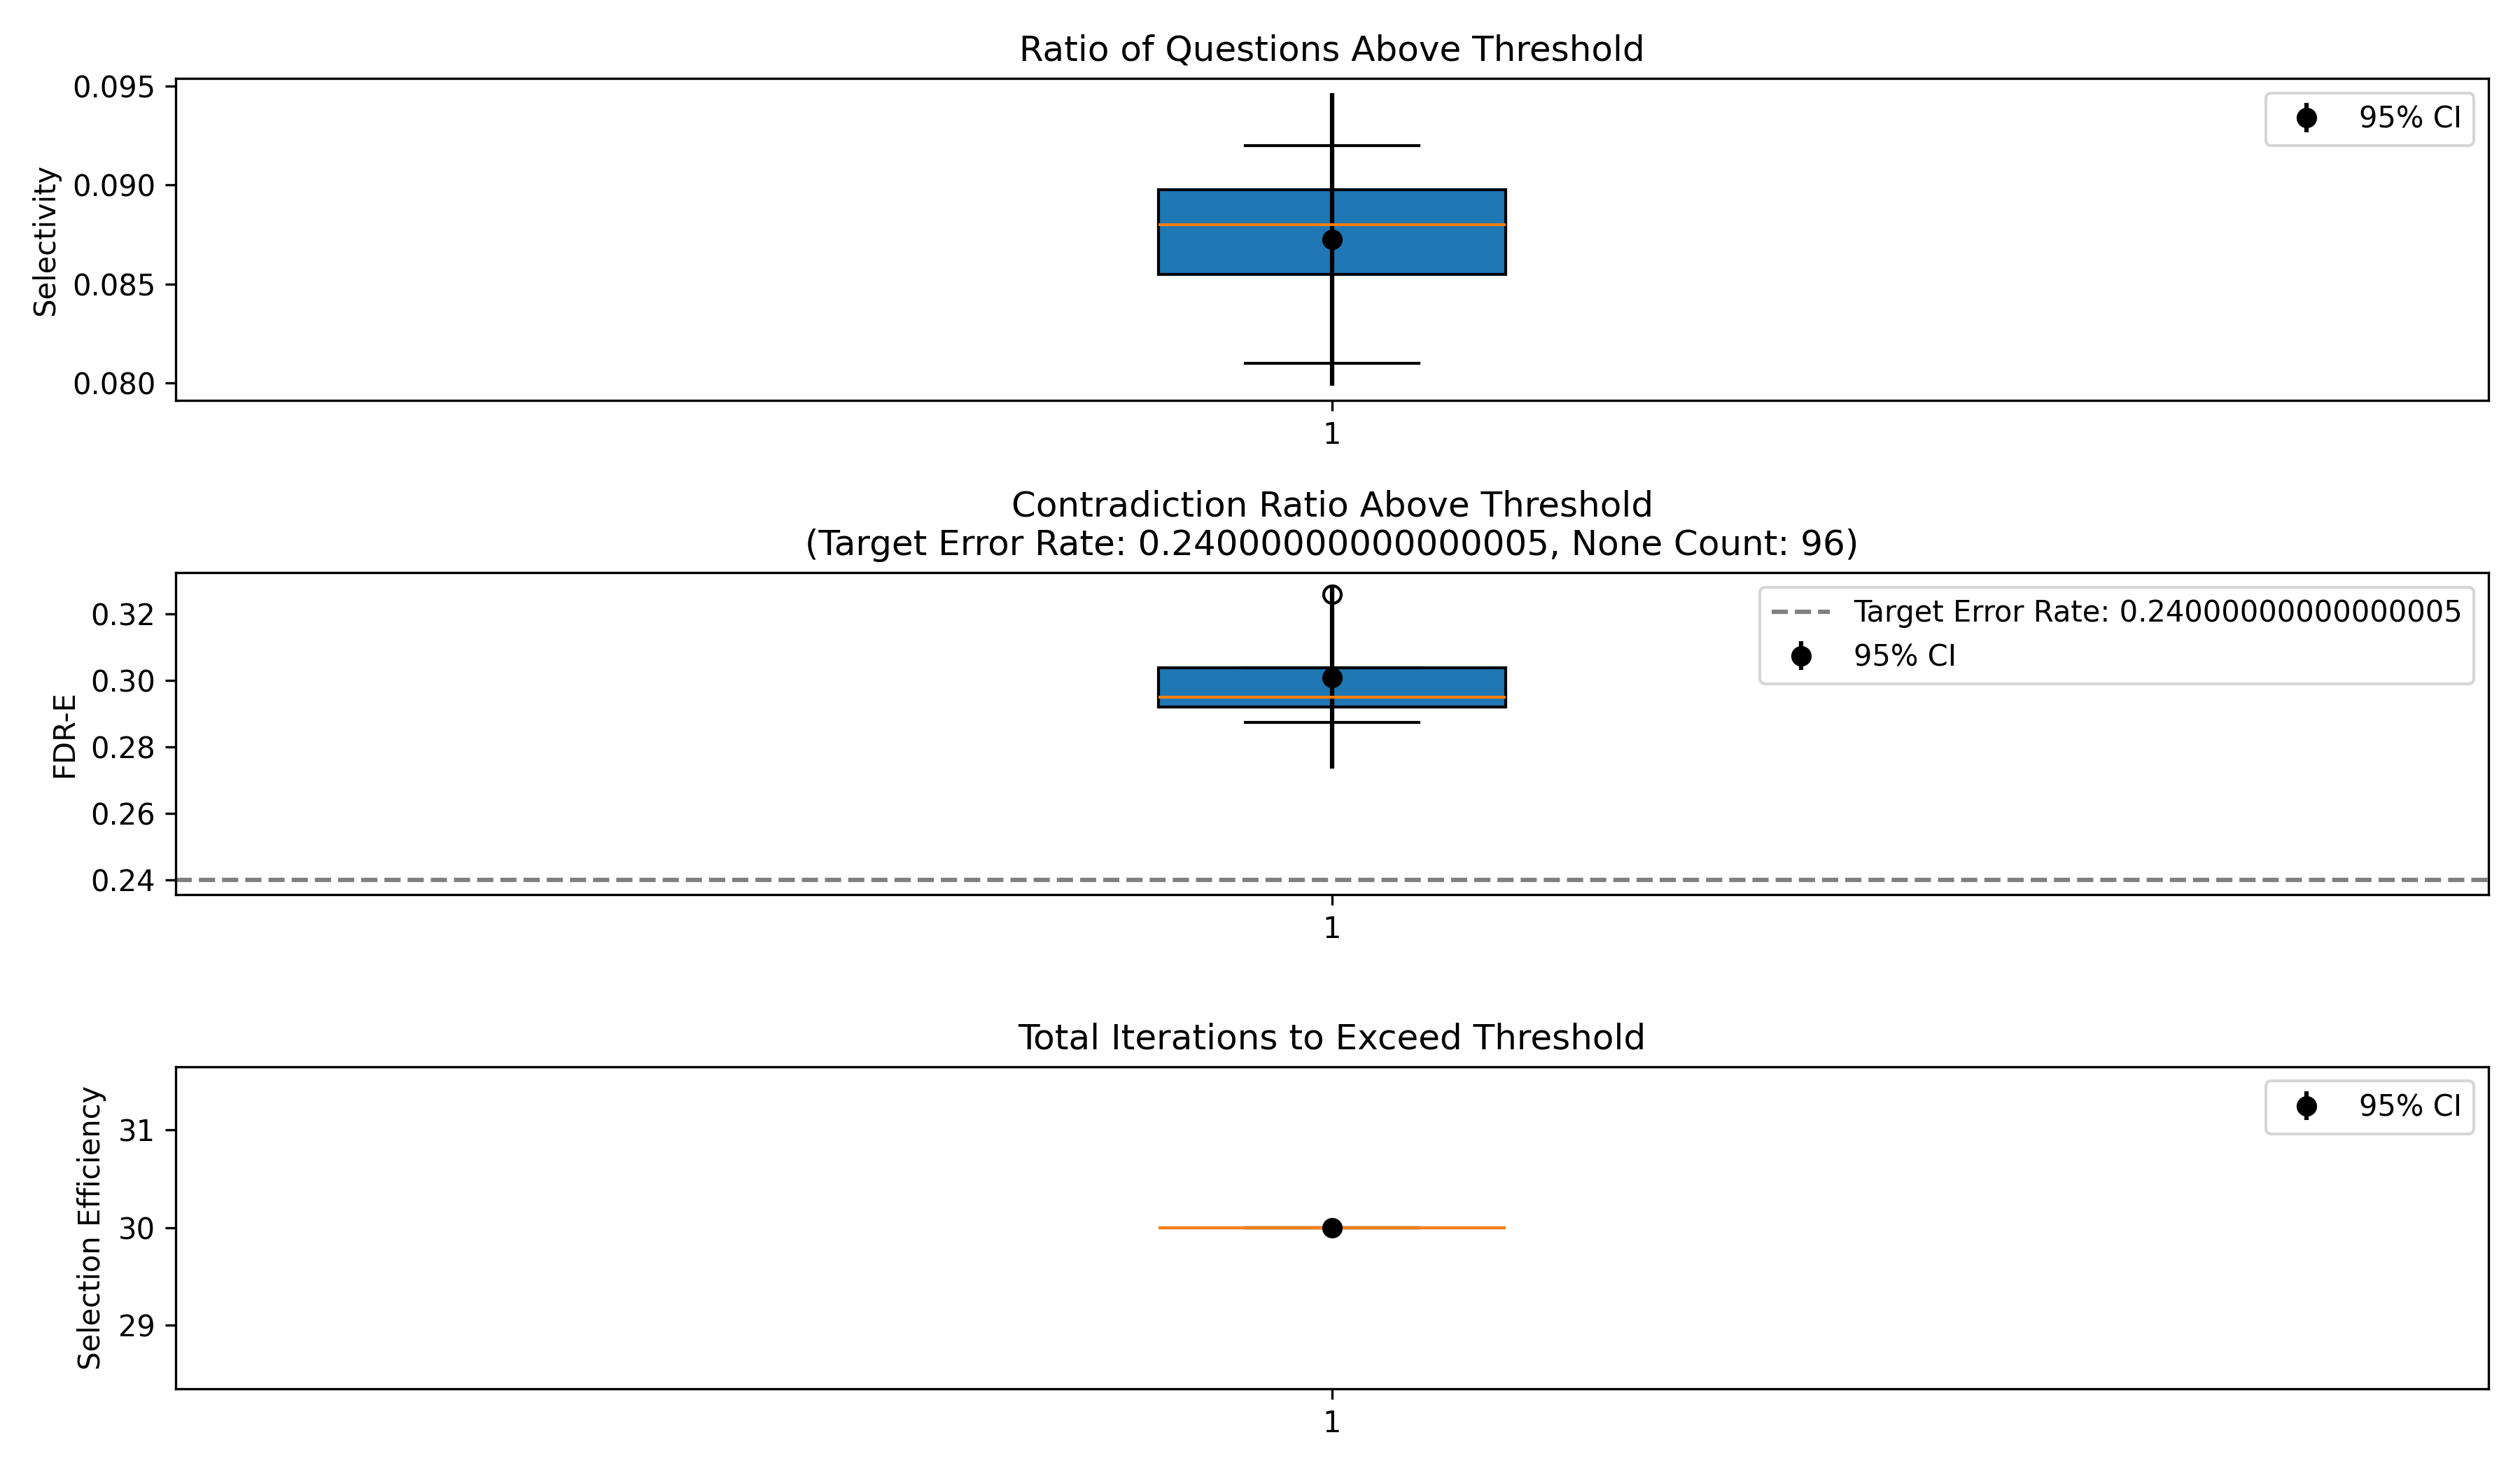 Ratio of Questions Above Threshold
0.095
0.090
0.085
0.080
Selectivity
95% CI
1
Contradiction Ratio Above Threshold
(Target Error Rate: 0.24000000000000005, None Count: 96)
0.32
0.30
0.28
0.26
0.24
FDR-E
Target Error Rate: 0.24000000000000005
95% CI
1
Total Iterations to Exceed Threshold
31
30
29
Selection Efficiency
95% CI
1